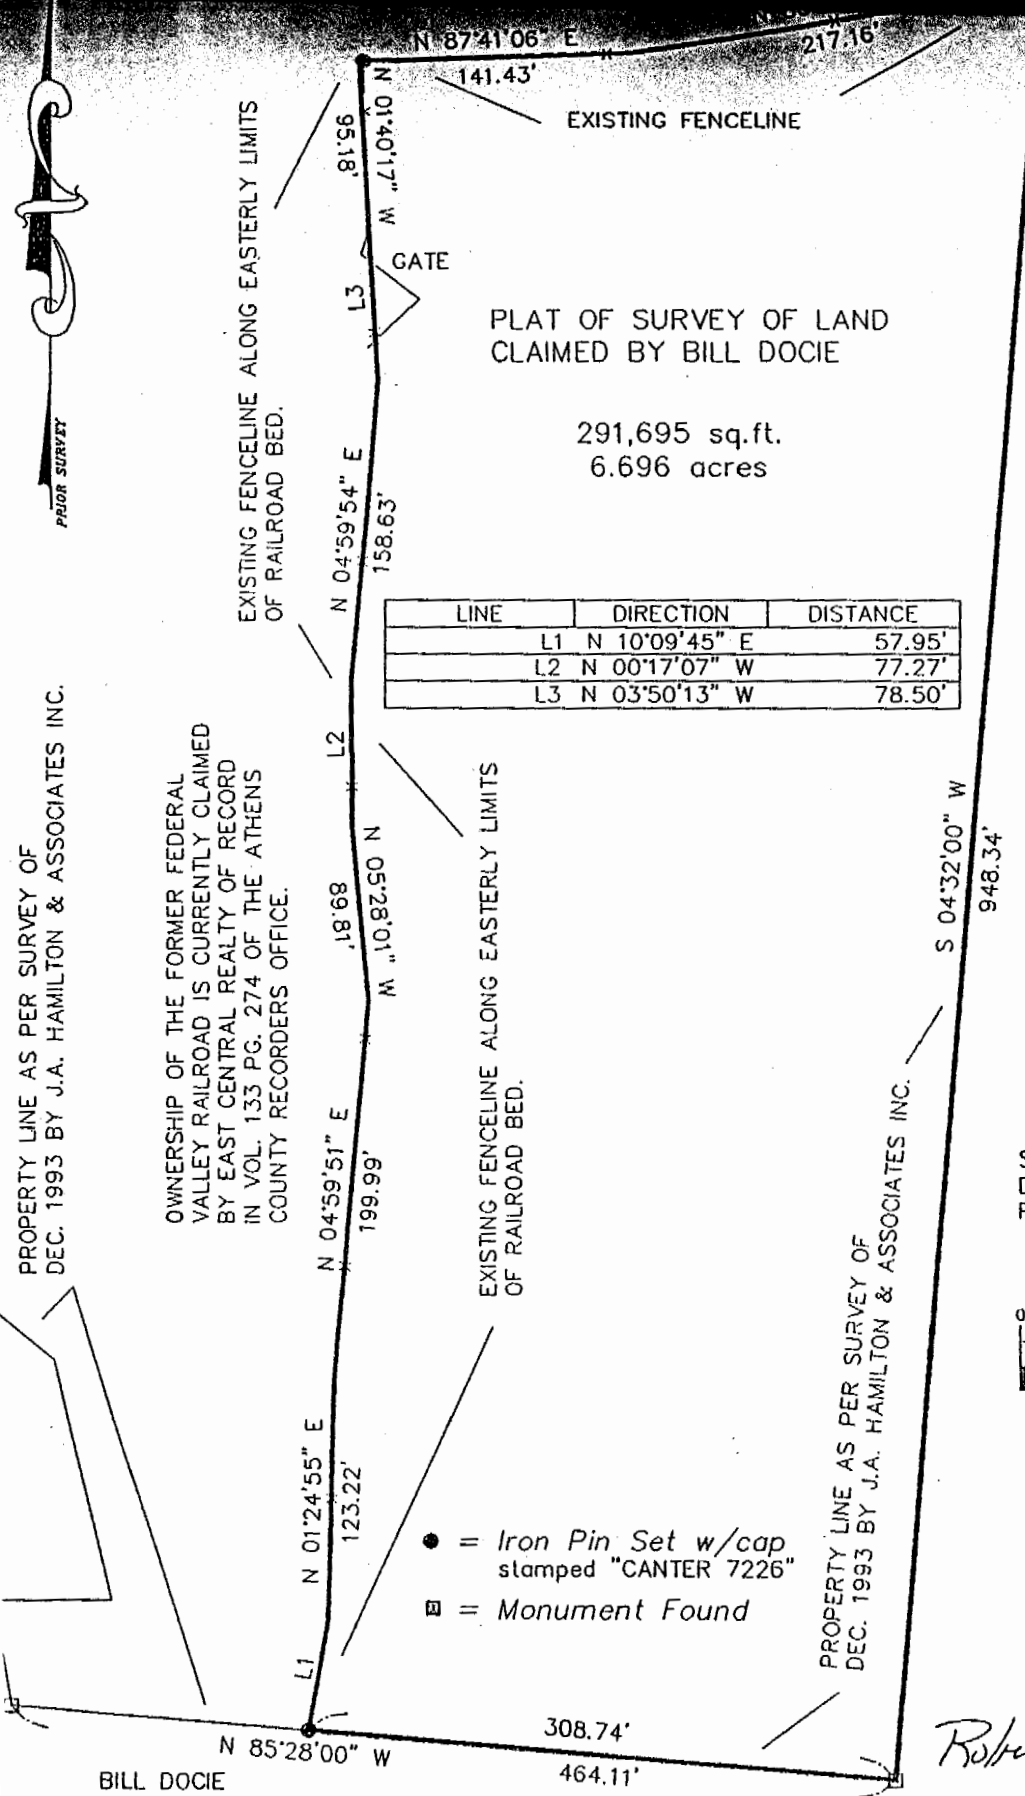 N 87°41'06" E
141.43'
217.16'
EXISTING FENCELINE
N 01°40'17" W
95.18'
EXISTING FENCELINE ALONG EASTERLY LIMITS
OF RAILROAD BED.
GATE
L3
PLAT OF SURVEY OF LAND
CLAIMED BY BILL DOCIE
291,695 sq.ft.
6.696 acres
PRIOR SURVEY
N 04°59'54" E
158.63'
LINE DIRECTION DISTANCE
L1 N 10°09'45" E 57.95'
L2 N 00°17'07" W 77.27'
L3 N 03°50'13" W 78.50'
PROPERTY LINE AS PER SURVEY OF
DEC. 1993 BY J.A. HAMILTON & ASSOCIATES INC.
OWNERSHIP OF THE FORMER FEDERAL
VALLEY RAILROAD IS CURRENTLY CLAIMED
BY EAST CENTRAL REALTY OF RECORD
IN VOL. 133 PG. 274 OF THE ATHENS
COUNTY RECORDERS OFFICE.
L2
N 05°28'01" W
89.81'
EXISTING FENCELINE ALONG EASTERLY LIMITS
OF RAILROAD BED.
S 04°32'00" W
948.34'
N 04°59'51" E
199.99'
PROPERTY LINE AS PER SURVEY OF
DEC. 1993 BY J.A. HAMILTON & ASSOCIATES INC.
N 01°24'55" E
123.22'
= Iron Pin Set w/cap
stamped "CANTER 7226"
= Monument Found
L1
308.74'
N 85°28'00" W
464.11'
BILL DOCIE